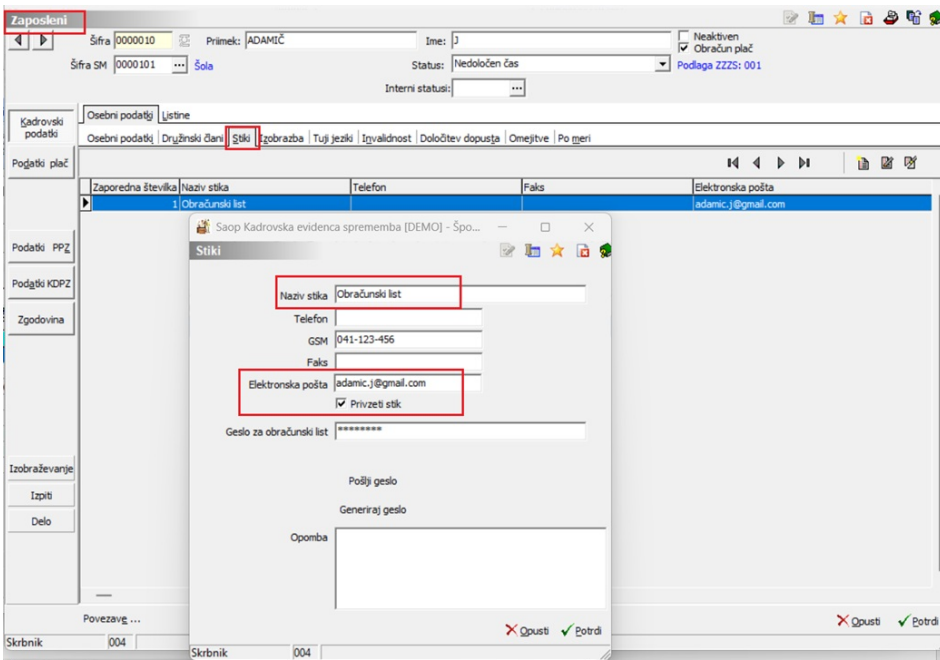 Zaposleni
Šifra 0000010 Priimek: ADAMIČ Ime: J Neaktiven
Obračun plač
Šifra SM 0000101 ... Šola Status: Nedoločen čas Podlaga ZZZS: 001
Interni statusi: ...
Kadrovski podatki
Osebni podatki Listine
Osebni podatki Družinski člani Stiki Izobrazba Tuji jeziki Invalidnost Določitev dopusta Omejitve Po meri
Podatki plač
Zaporedna številka Naziv stika Telefon Faks Elektronska pošta
1 Obračunski list adamic.j@gmail.com
Podatki PPZ
Podatki KDPZ
Zgodovina
Izobraževanje
Izpiti
Delo
Saop Kadrovska evidenca sprememba [DEMO] - Špo...
Stiki
Naziv stika Obračunski list
Telefon
GSM 041-123-456
Faks
Elektronska pošta adamic.j@gmail.com
Privzeti stik
Geslo za obračunski list ********
Pošlji geslo
Generiraj geslo
Opomba
Opusti Potrdi
Skrbnik 004
Povezave ...
Opusti Potrdi
Skrbnik 004